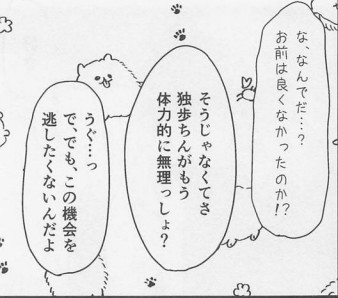 な、なんでだ…?
お前は良くなかったのか!?
そうじゃなくてさ
独歩ちんがもう
体力的に無理っしょ?
うぐ…っ
で、でも、この機会を
逃したくないんだよ